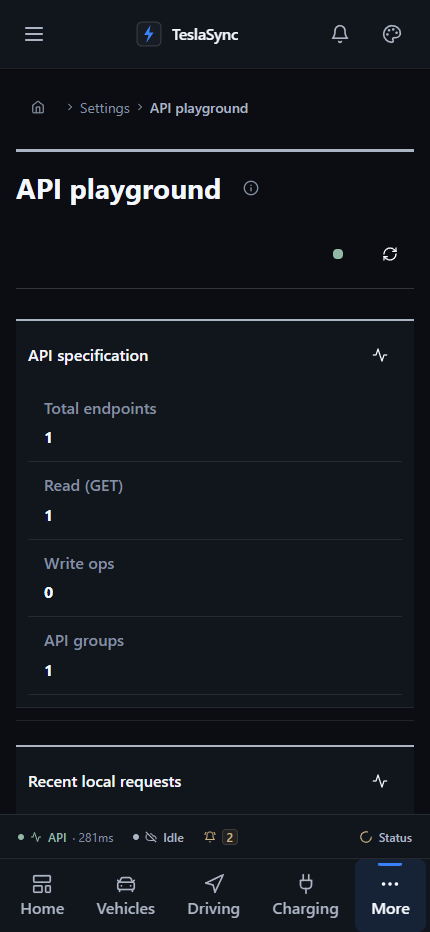 TeslaSync
Settings API playground
API playground
API specification
Total endpoints
1
Read (GET)
1
Write ops
0
API groups
1
Recent local requests
API · 281ms Idle 2 Status
Home Vehicles Driving Charging More